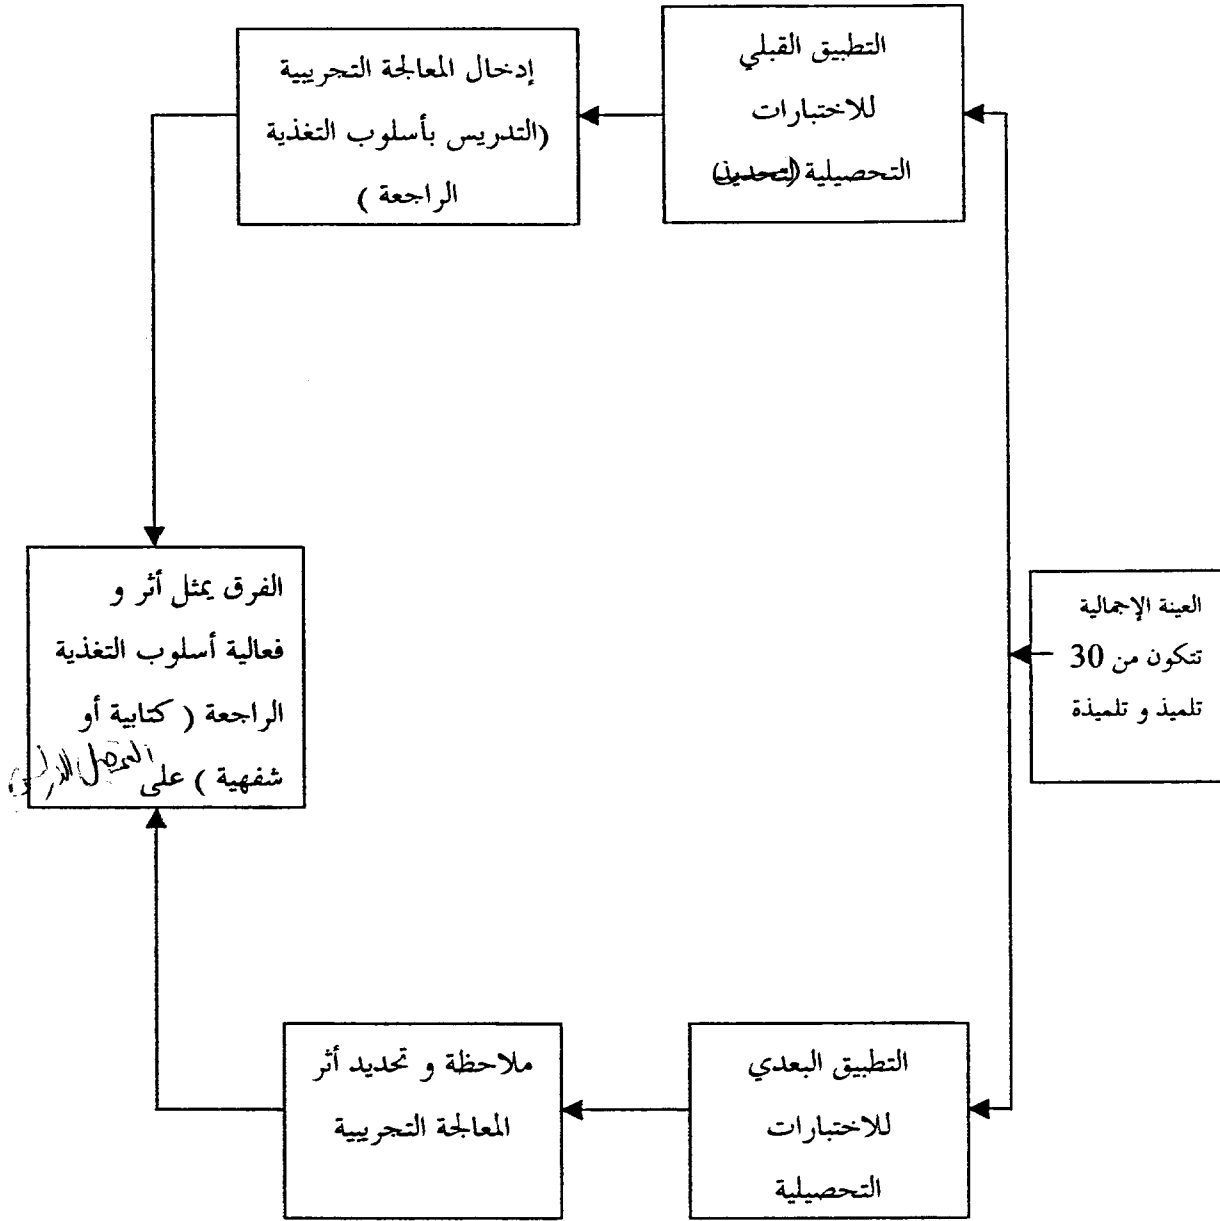 التطبيق القبلي
للاختبارات
التحصيلية
إدخال المعالجة التجريبية
(التدريس بأسلوب التغذية
الراجعة )
العينة الإجمالية
تتكون من 30
تلميذ و تلميذة
الفرق يمثل أثر و
فعالية أسلوب التغذية
الراجعة ( كتابية أو
شفهية ) على
التطبيق البعدي
للاختبارات
التحصيلية
ملاحظة و تحديد أثر
المعالجة التجريبية